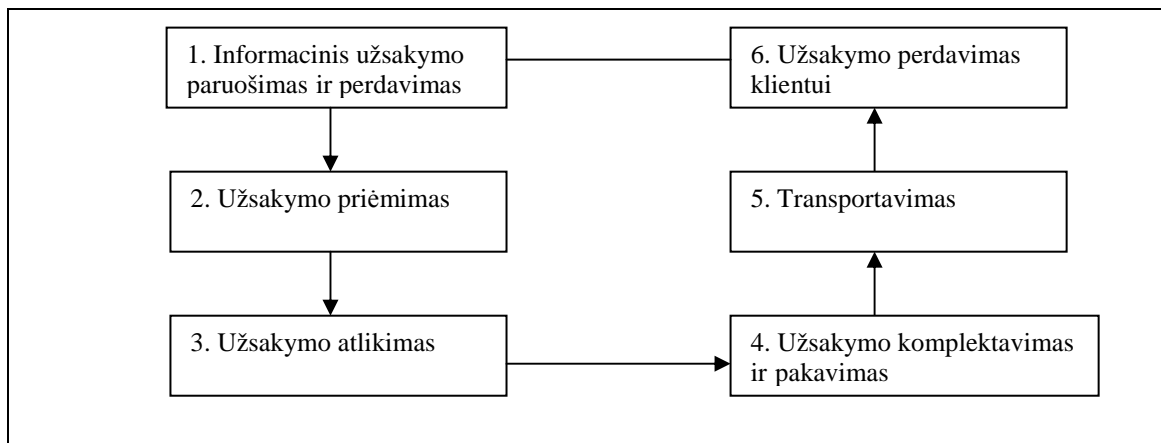 1. Informacinis užsakymo
paruošimas ir perdavimas
2. Užsakymo priėmimas
3. Užsakymo atlikimas
4. Užsakymo komplektavimas
ir pakavimas
5. Transportavimas
6. Užsakymo perdavimas
klientui